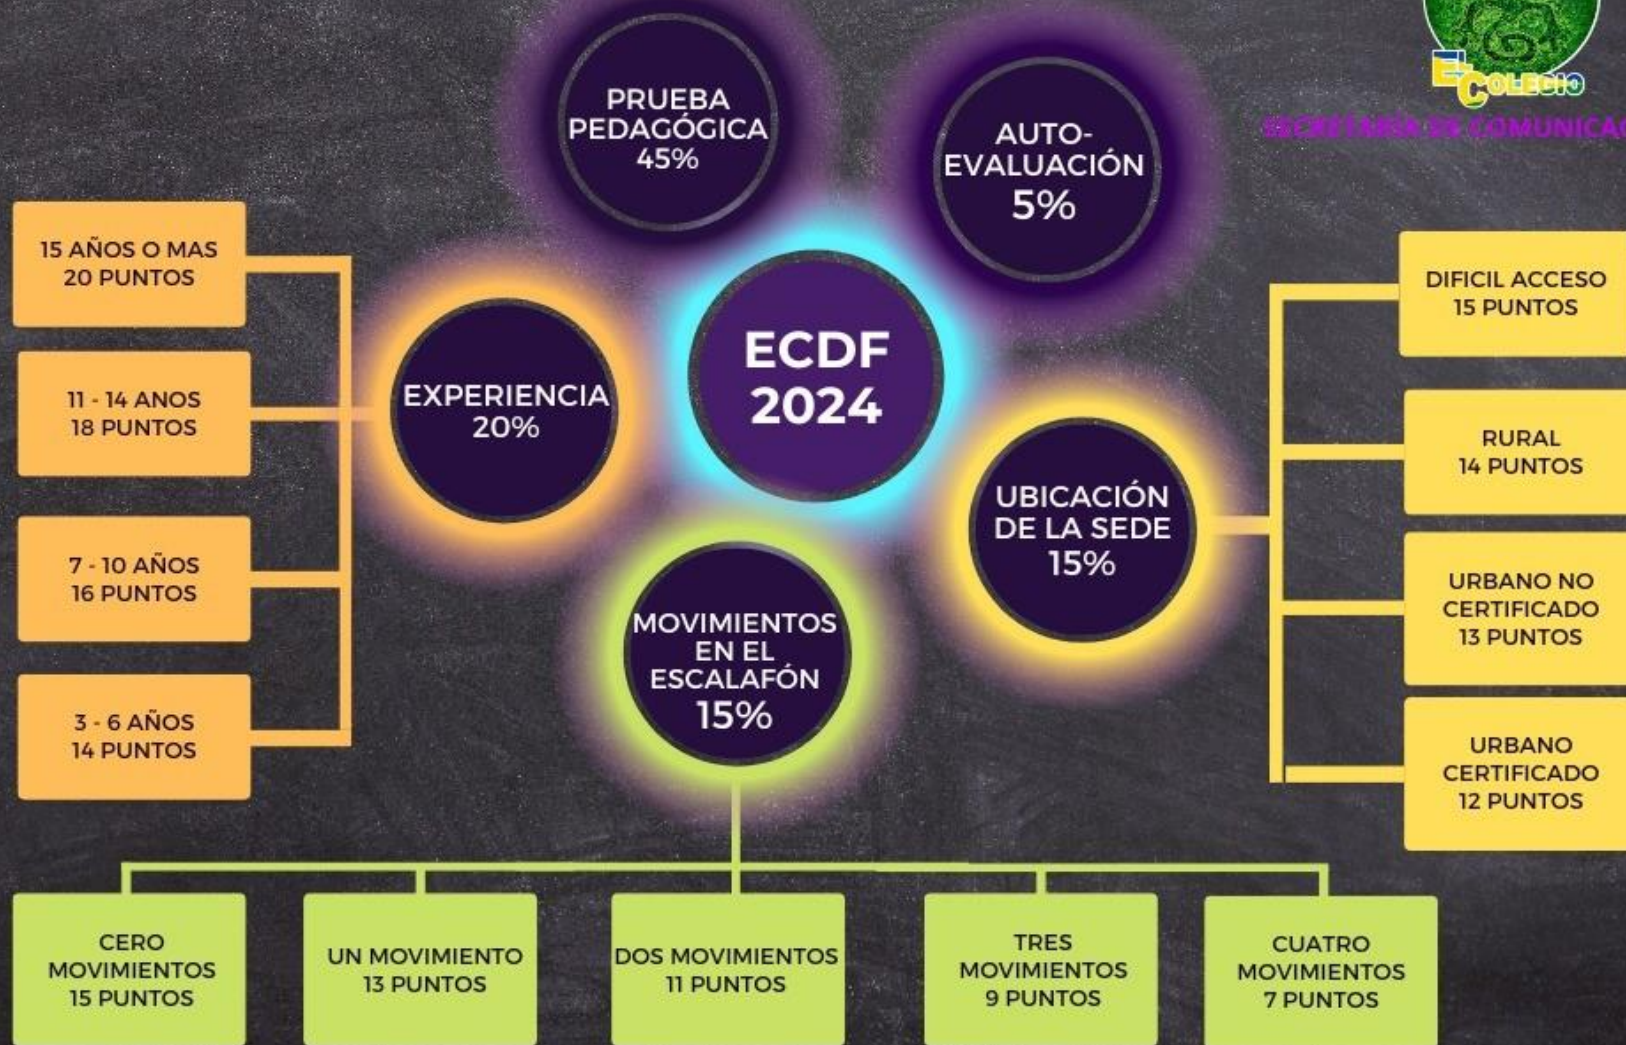 EL
COLEGIO
SECRETARÍA DE COMUNICAC
PRUEBA
PEDAGÓGICA
45%
AUTO-
EVALUACIÓN
5%
ECDF
2024
EXPERIENCIA
20%
15 AÑOS O MAS
20 PUNTOS
11 - 14 ANOS
18 PUNTOS
7 - 10 AÑOS
16 PUNTOS
3 - 6 AÑOS
14 PUNTOS
UBICACIÓN
DE LA SEDE
15%
DIFICIL ACCESO
15 PUNTOS
RURAL
14 PUNTOS
URBANO NO
CERTIFICADO
13 PUNTOS
URBANO
CERTIFICADO
12 PUNTOS
MOVIMIENTOS
EN EL
ESCALAFÓN
15%
CERO
MOVIMIENTOS
15 PUNTOS
UN MOVIMIENTO
13 PUNTOS
DOS MOVIMIENTOS
11 PUNTOS
TRES
MOVIMIENTOS
9 PUNTOS
CUATRO
MOVIMIENTOS
7 PUNTOS